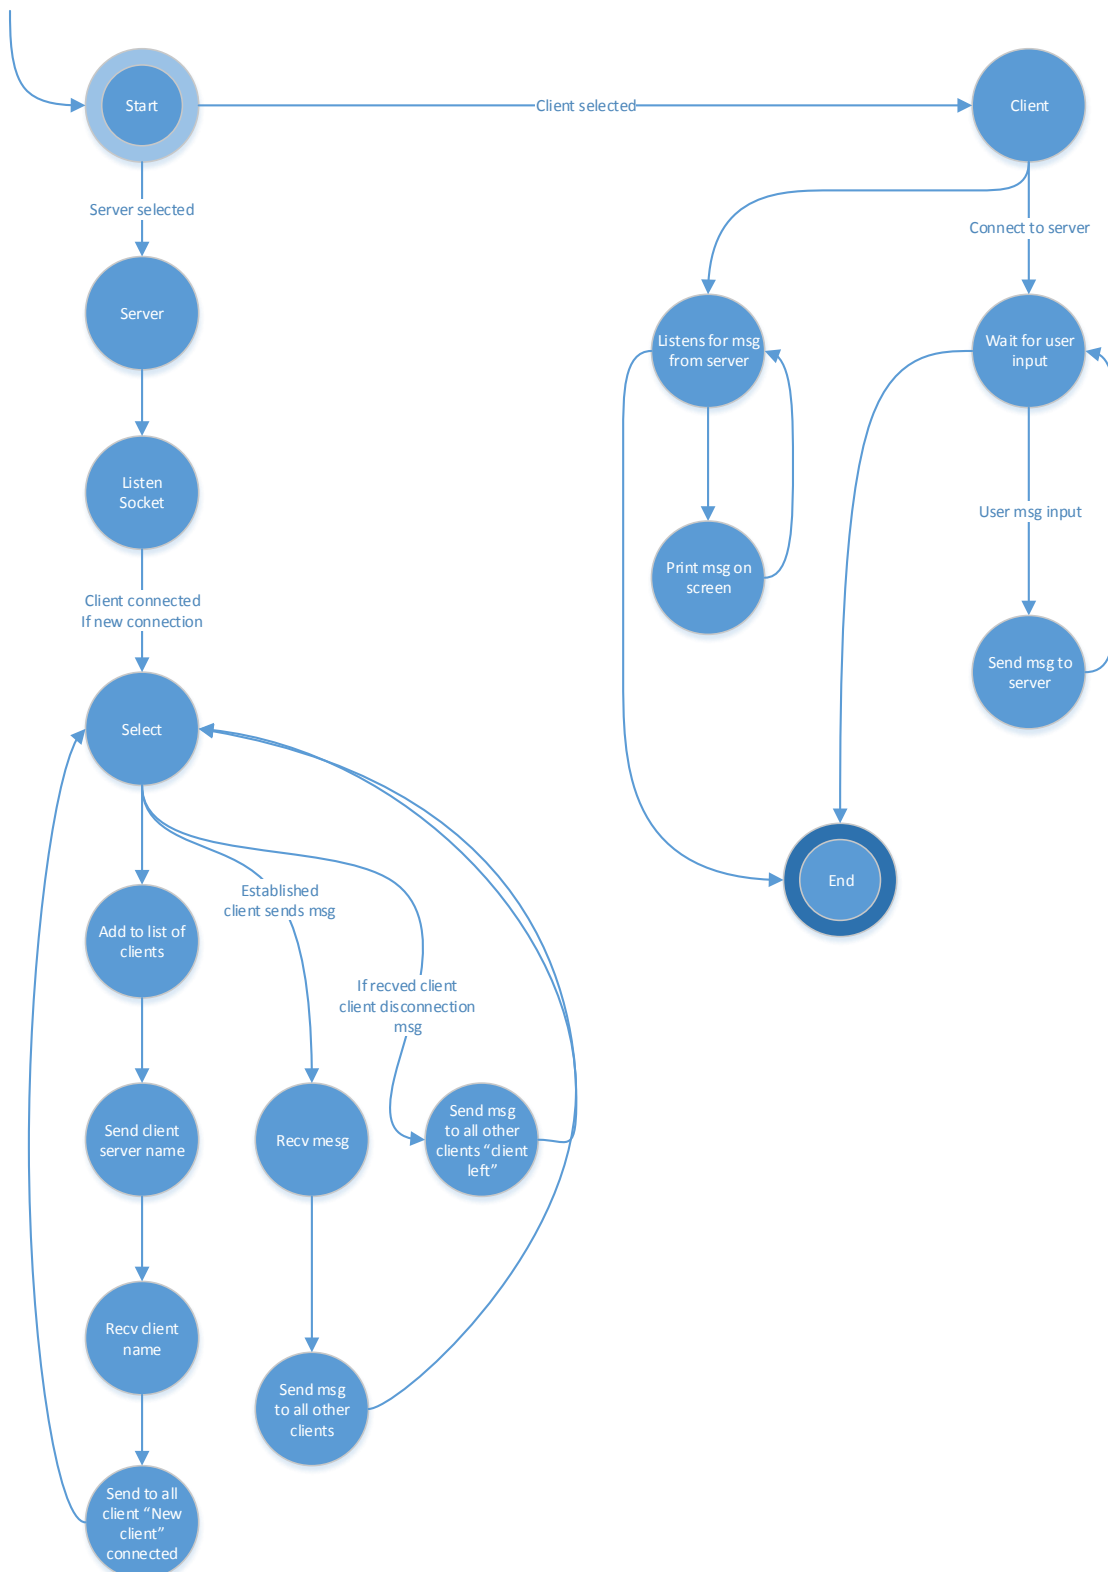 Start
Client selected
Client
Server selected
Connect to server
Server
Listens for msg
from server
Wait for user
input
Listen
Socket
User msg input
Print msg on
screen
Client connected
If new connection
Send msg to
server
Select
End
Established
client sends msg
Add to list of
clients
If recved client
client disconnection
msg
Send client
server name
Recv mesg
Send msg
to all other
clients “client
left”
Recv client
name
Send msg
to all other
clients
Send to all
client “New
client”
connected